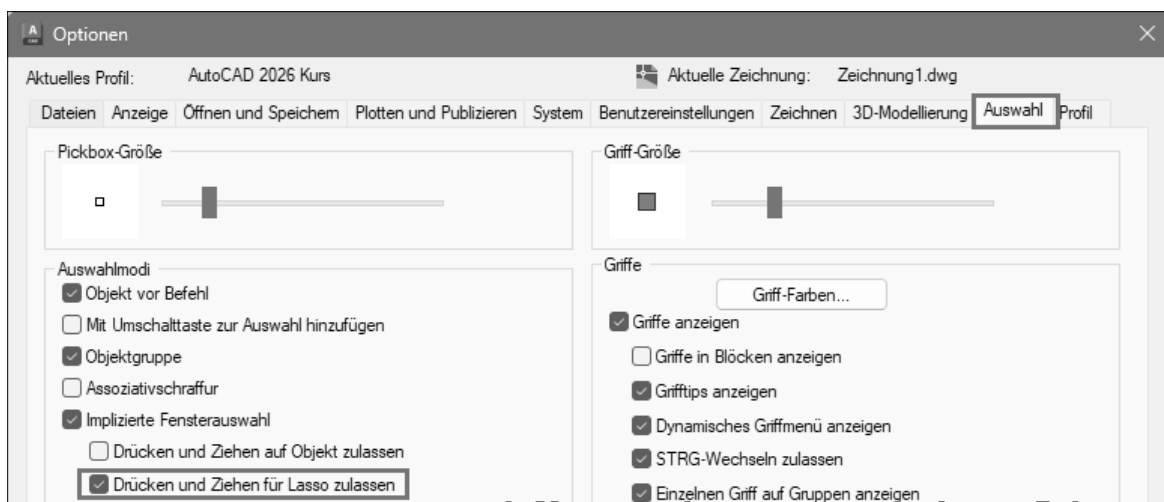 A CAD Optionen
Aktuelles Profil: AutoCAD 2026 Kurs Aktuelle Zeichnung: Zeichnung1.dwg
Dateien Anzeige Öffnen und Speichern Plotten und Publizieren System Benutzereinstellungen Zeichnen 3D-Modellierung Auswahl Profil
Pickbox-Größe
Griff-Größe
Auswahlmodi
Objekt vor Befehl
Mit Umschalttaste zur Auswahl hinzufügen
Objektgruppe
Assoziativschraffur
Implizierte Fensterauswahl
Drücken und Ziehen auf Objekt zulassen
Drücken und Ziehen für Lasso zulassen
Griffe
Griff-Farben...
Griffe anzeigen
Griffe in Blöcken anzeigen
Grifftips anzeigen
Dynamisches Griffmenü anzeigen
STRG-Wechseln zulassen
Einzelnen Griff auf Gruppen anzeigen